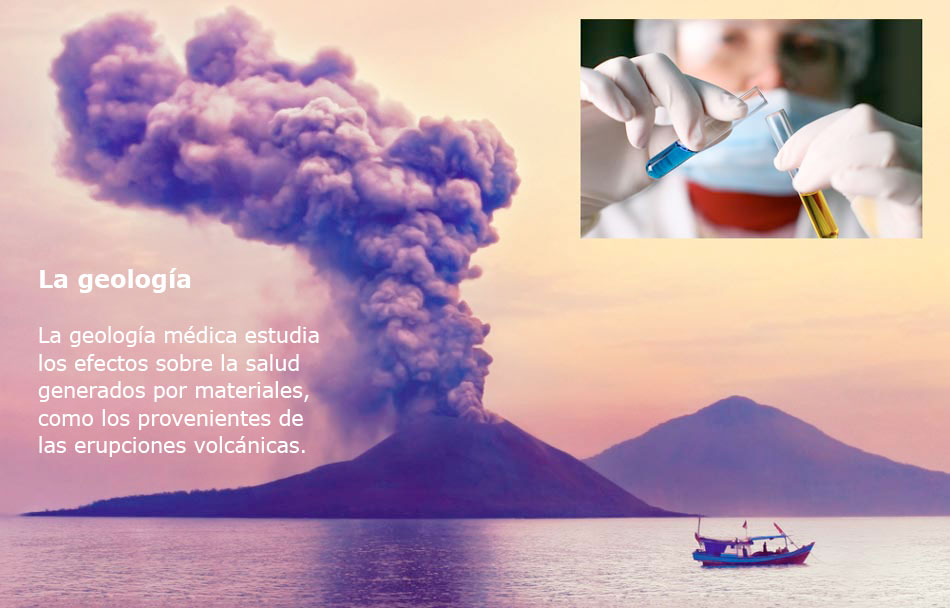 La geología
La geología médica estudia
los efectos sobre la salud
generados por materiales,
como los provenientes de
las erupciones volcánicas.